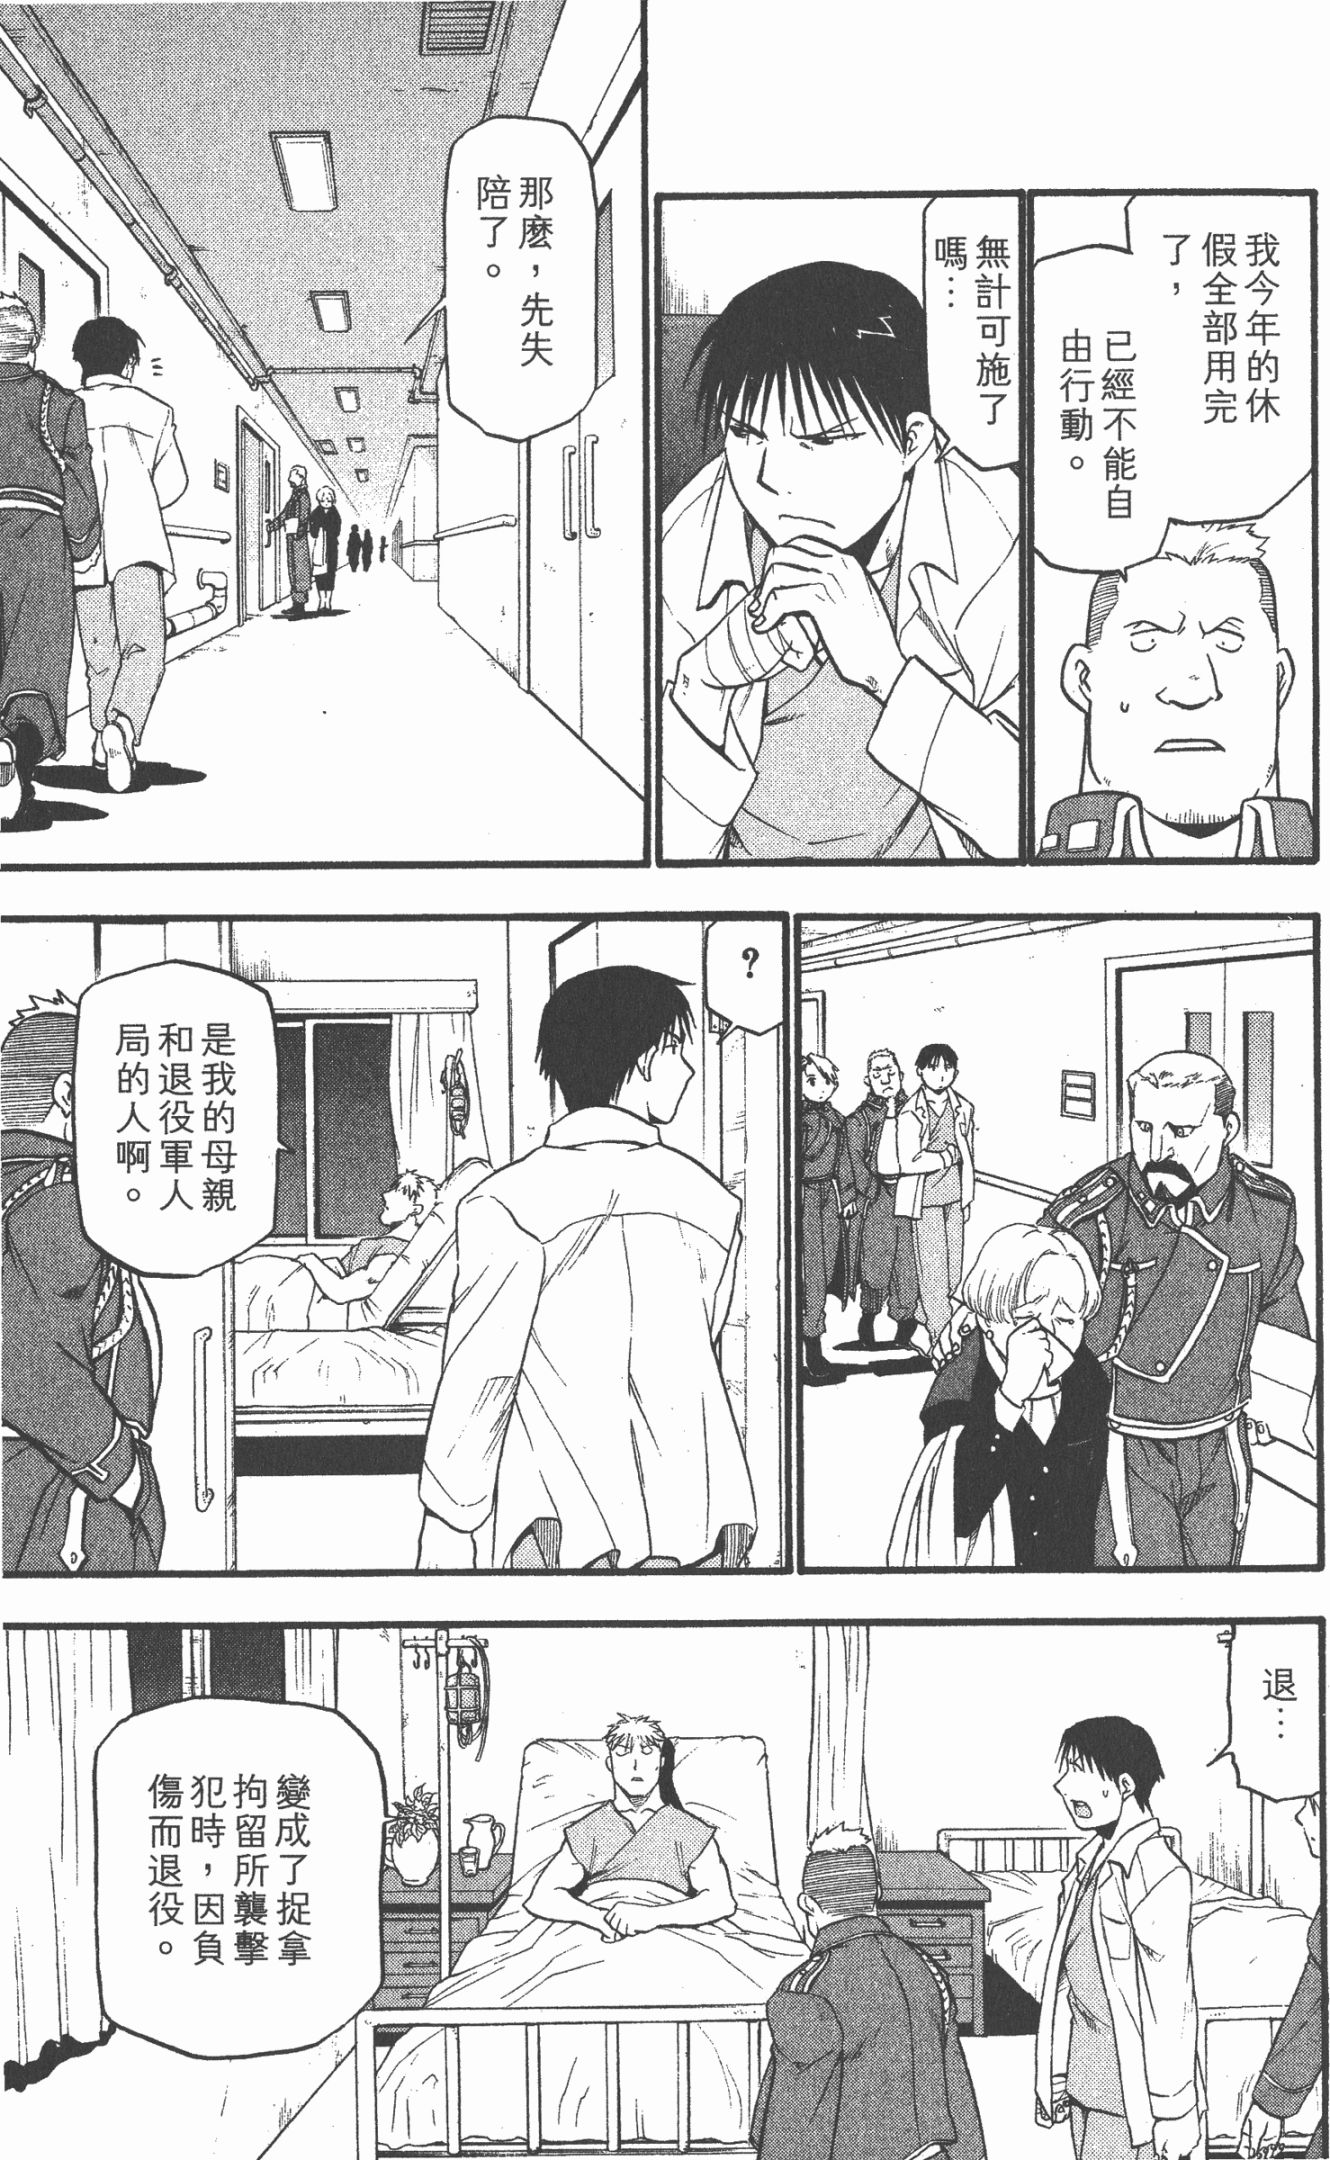 我今年的休
假全部用完
了，
已經不能自
由行動。
無計可施了
嗎…
那麼，先失
陪了。
？
是我的母親
和退役軍人
局的人啊。
退…
變成了捉拿
拘留所襲擊
犯時，因負
傷而退役。